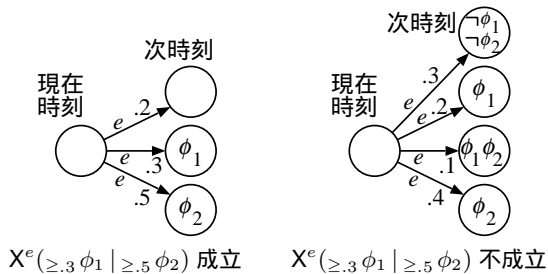 次時刻
現在
時刻
e .2
e .3
ϕ₁
e .5
ϕ₂
Xᵉ(≥.3 ϕ₁ | ≥.5 ϕ₂) 成立
次時刻
¬ϕ₁
¬ϕ₂
現在
時刻
e .3
e .2
ϕ₁
e .1
ϕ₁ ϕ₂
e .4
ϕ₂
Xᵉ(≥.3 ϕ₁ | ≥.5 ϕ₂) 不成立